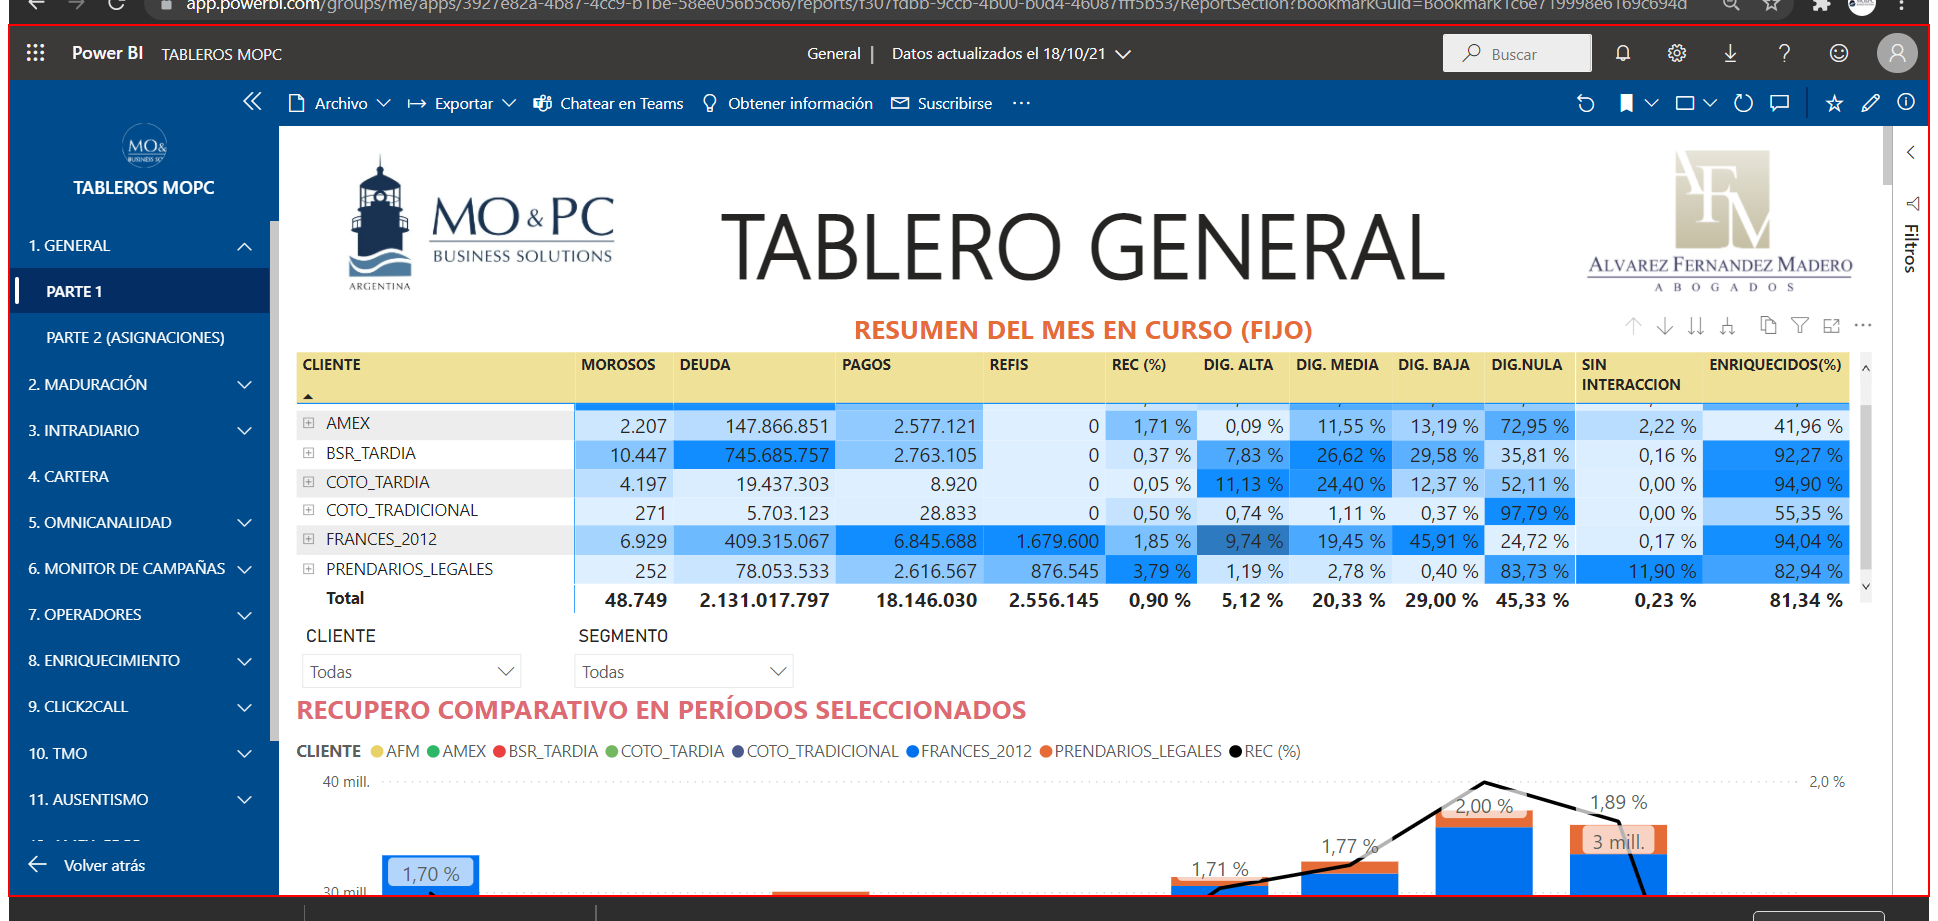 app.powerbi.com/groups/me/apps/3927e82a-4b87-4cc9-b1be-58ee056b5c66/reports/f307fdbb-9ccb-4b00-b0d4-46087fff5b53/ReportSection?bookmarkGuid=Bookmark1c6e719998e6169c694d
Power BI TABLEROS MOPC General | Datos actualizados el 18/10/21 Buscar
Archivo Exportar Chatear en Teams Obtener información Suscribirse ...
MO&
BUSINESS SO
TABLEROS MOPC
1. GENERAL
PARTE 1
PARTE 2 (ASIGNACIONES)
2. MADURACIÓN
3. INTRADIARIO
4. CARTERA
5. OMNICANALIDAD
6. MONITOR DE CAMPAÑAS
7. OPERADORES
8. ENRIQUECIMIENTO
9. CLICK2CALL
10. TMO
11. AUSENTISMO
Volver atrás
MO&PC
BUSINESS SOLUTIONS
ARGENTINA
TABLERO GENERAL
AFM
ALVAREZ FERNANDEZ MADERO
ABOGADOS
Filtros
RESUMEN DEL MES EN CURSO (FIJO)
CLIENTE MOROSOS DEUDA PAGOS REFIS REC (%) DIG. ALTA DIG. MEDIA DIG. BAJA DIG.NULA SIN INTERACCION ENRIQUECIDOS(%)
AMEX 2.207 147.866.851 2.577.121 0 1,71 % 0,09 % 11,55 % 13,19 % 72,95 % 2,22 % 41,96 %
BSR_TARDIA 10.447 745.685.757 2.763.105 0 0,37 % 7,83 % 26,62 % 29,58 % 35,81 % 0,16 % 92,27 %
COTO_TARDIA 4.197 19.437.303 8.920 0 0,05 % 11,13 % 24,40 % 12,37 % 52,11 % 0,00 % 94,90 %
COTO_TRADICIONAL 271 5.703.123 28.833 0 0,50 % 0,74 % 1,11 % 0,37 % 97,79 % 0,00 % 55,35 %
FRANCES_2012 6.929 409.315.067 6.845.688 1.679.600 1,85 % 9,74 % 19,45 % 45,91 % 24,72 % 0,17 % 94,04 %
PRENDARIOS_LEGALES 252 78.053.533 2.616.567 876.545 3,79 % 1,19 % 2,78 % 0,40 % 83,73 % 11,90 % 82,94 %
Total 48.749 2.131.017.797 18.146.030 2.556.145 0,90 % 5,12 % 20,33 % 29,00 % 45,33 % 0,23 % 81,34 %
CLIENTE SEGMENTO
Todas Todas
RECUPERO COMPARATIVO EN PERÍODOS SELECCIONADOS
CLIENTE AFM AMEX BSR_TARDIA COTO_TARDIA COTO_TRADICIONAL FRANCES_2012 PRENDARIOS_LEGALES REC (%)
40 mill. 2,0 %
2,00 % 1,89 %
1,77 % 3 mill.
1,70 % 1,71 %
30 mill.